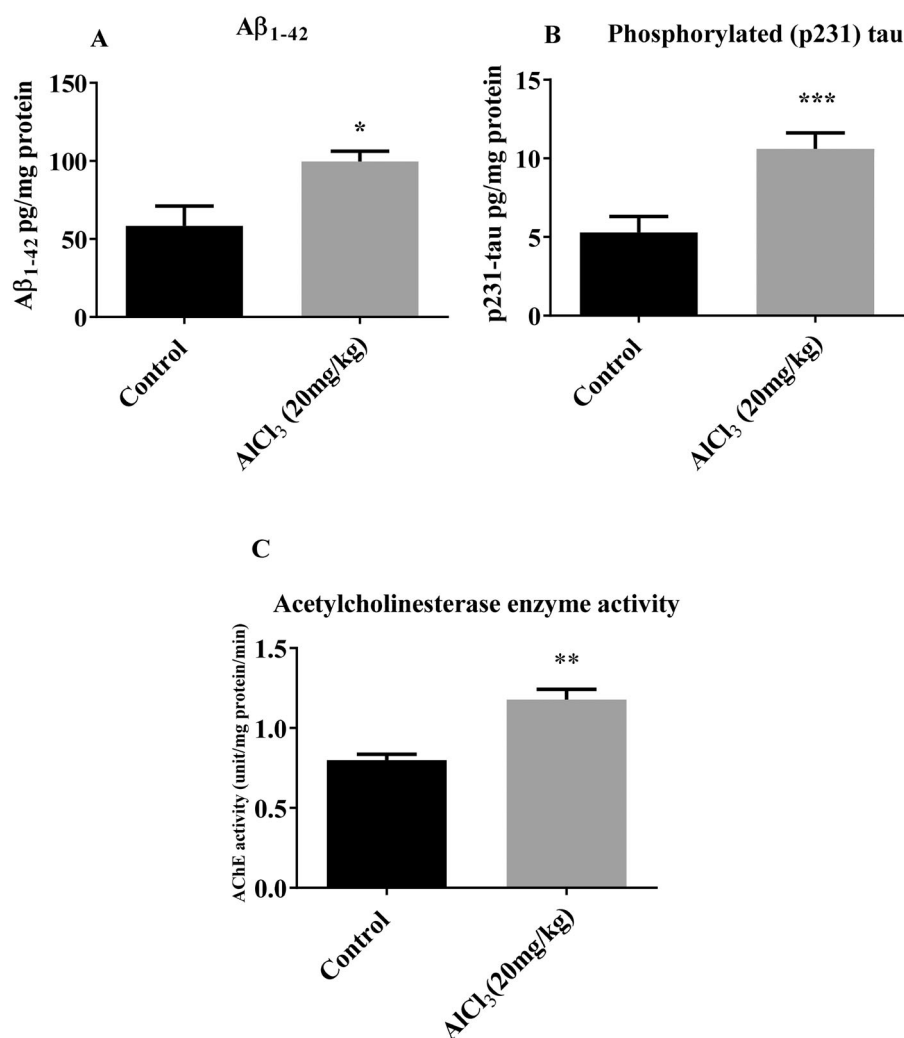 A
Aβ1-42
Aβ1-42 pg/mg protein
150
100
50
0
*
Control
AlCl3 (20mg/kg)
B
Phosphorylated (p231) tau
p231-tau pg/mg protein
15
10
5
0
***
Control
AlCl3 (20mg/kg)
C
Acetylcholinesterase enzyme activity
AChE activity (unit/mg protein/min)
1.5
1.0
0.5
0.0
**
Control
AlCl3(20mg/kg)